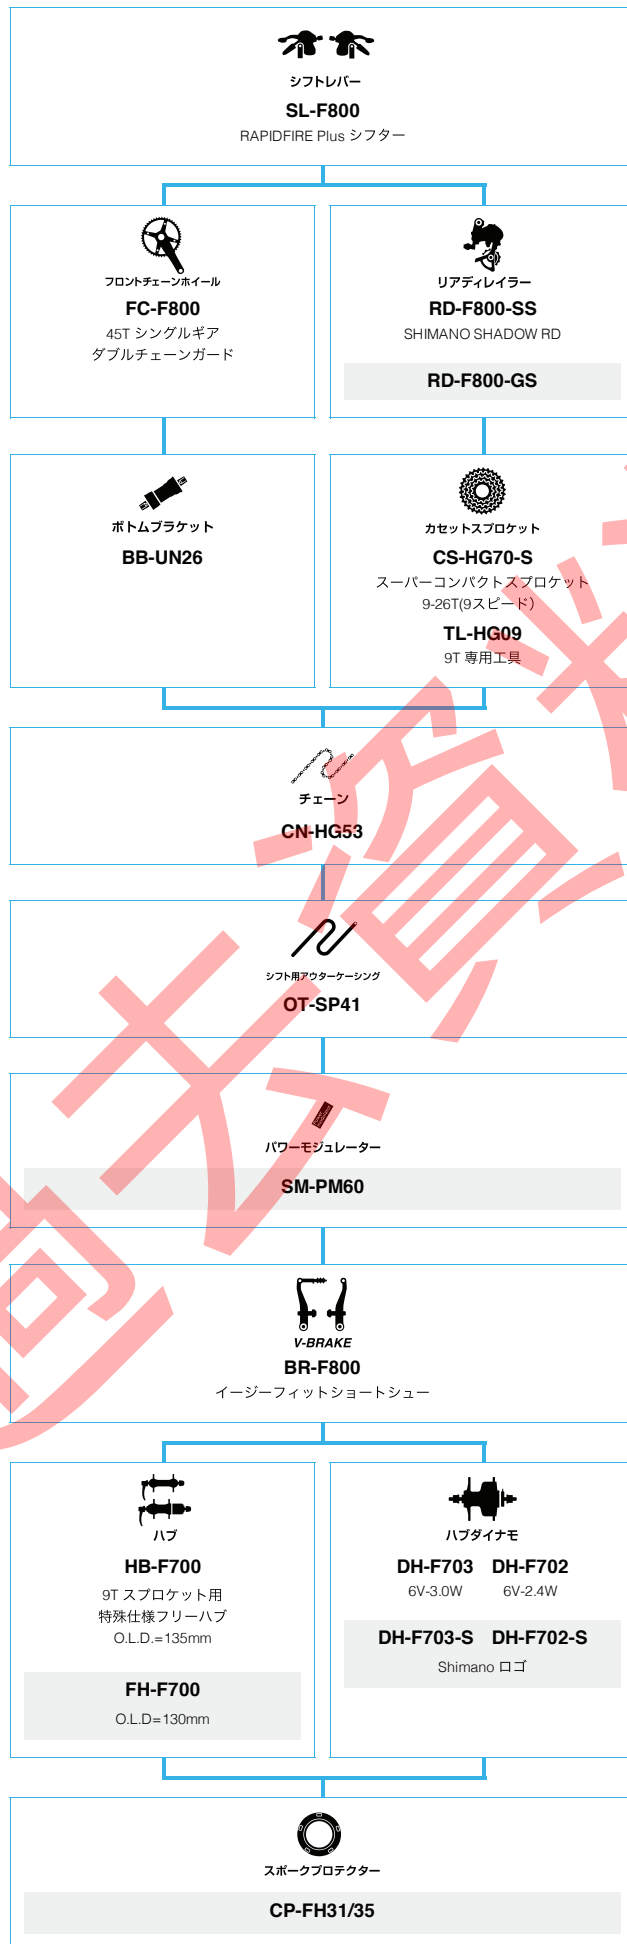 シフトレバー
SL-F800
RAPIDFIRE Plus シフター
フロントチェーンホイール
FC-F800
45T シングルギア
ダブルチェーンガード
リアディレイラー
RD-F800-SS
SHIMANO SHADOW RD
RD-F800-GS
ボトムブラケット
BB-UN26
カセットスプロケット
CS-HG70-S
スーパーコンパクトスプロケット
9-26T(9スピード)
TL-HG09
9T 専用工具
チェーン
CN-HG53
シフト用アウターケーシング
OT-SP41
パワーモジュレーター
SM-PM60
V-BRAKE
BR-F800
イージーフィットショートシュー
ハブ
HB-F700
9T スプロケット用
特殊仕様フリーハブ
O.L.D.=135mm
FH-F700
O.L.D=130mm
ハブダイナモ
DH-F703 DH-F702
6V-3.0W 6V-2.4W
DH-F703-S DH-F702-S
Shimano ロゴ
スポークプロテクター
CP-FH31/35
過去資料